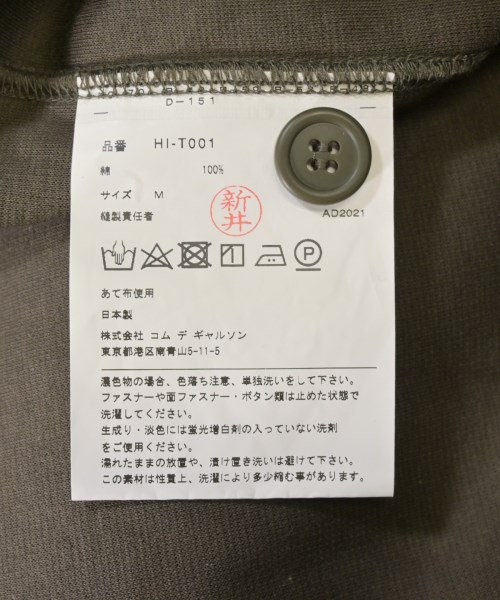 D-151
品番 HI-T001
綿 100%
サイズ M
縫製責任者
新井
AD2021
P
あて布使用
日本製
株式会社 コム デ ギャルソン
東京都港区南青山5-11-5
濃色物の場合、色落ち注意、単独洗いをして下さい。
ファスナーや面ファスナー・ボタン類は止めた状態で
洗濯してください。
生成り・淡色には蛍光増白剤の入っていない洗剤
をご使用ください。
濡れたままの放置や、漬け置き洗いは避けて下さい。
この素材は性質上、洗濯により多少縮む事があります。